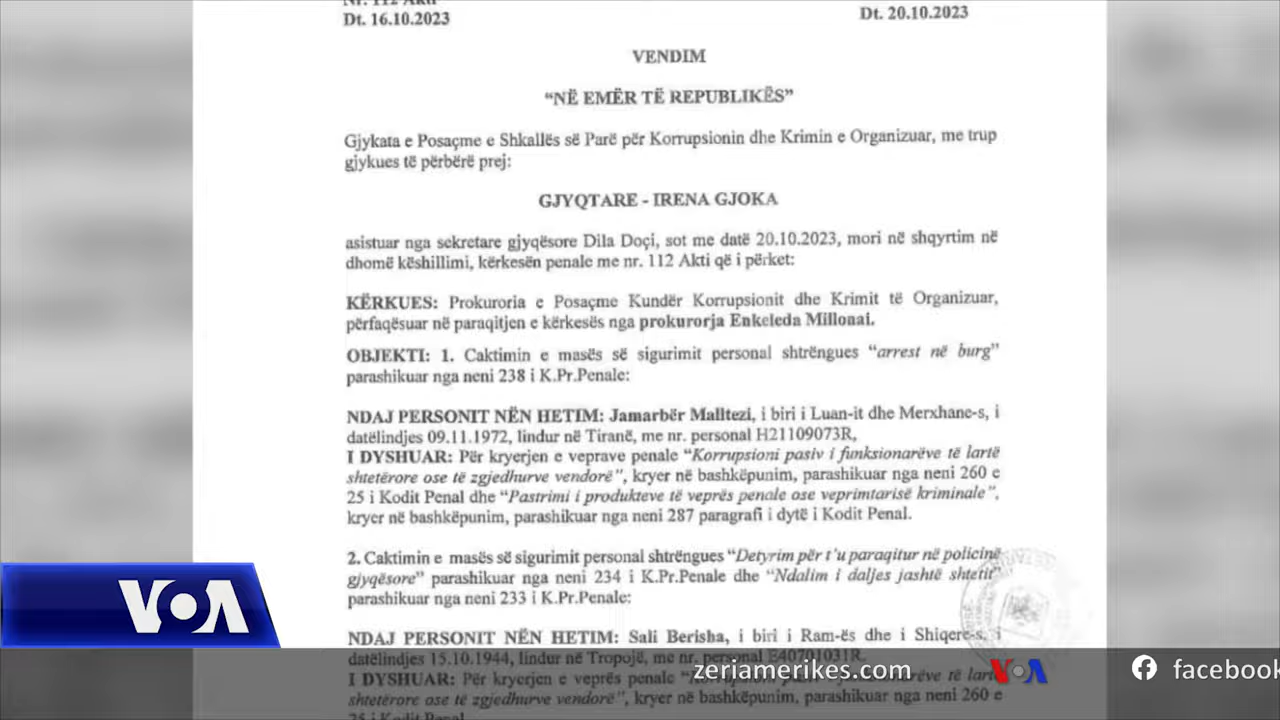 Nr. 112 Akti
Dt. 16.10.2023
Dt. 20.10.2023
VENDIM
“NË EMËR TË REPUBLIKËS”
Gjykata e Posaçme e Shkallës së Parë për Korrupsionin dhe Krimin e Organizuar, me trup
gjykues të përbërë prej:
GJYQTARE - IRENA GJOKA
asistuar nga sekretare gjyqësore Dila Doçi, sot me datë 20.10.2023, mori në shqyrtim në
dhomë këshillimi, kërkesën penale me nr. 112 Akti që i përket:
KËRKUES: Prokuroria e Posaçme Kundër Korrupsionit dhe Krimit të Organizuar,
përfaqësuar në paraqitjen e kërkesës nga prokurorja Enkeleda Millonai.
OBJEKTI: 1. Caktimin e masës së sigurimit personal shtrëngues “arrest në burg”
parashikuar nga neni 238 i K.Pr.Penale:
NDAJ PERSONIT NËN HETIM: Jamarbër Malltezi, i biri i Luan-it dhe Merxhane-s, i
datëlindjes 09.11.1972, lindur në Tiranë, me nr. personal H21109073R,
I DYSHUAR: Për kryerjen e veprave penale “Korrupsioni pasiv i funksionarëve të lartë
shtetërore ose të zgjedhurve vendorë”, kryer në bashkëpunim, parashikuar nga neni 260 e
25 i Kodit Penal dhe “Pastrimi i produkteve të veprës penale ose veprimtarisë kriminale”,
kryer në bashkëpunim, parashikuar nga neni 287 paragrafi i dytë i Kodit Penal.
2. Caktimin e masës së sigurimit personal shtrëngues “Detyrim për t’u paraqitur në policinë
gjyqësore” parashikuar nga neni 234 i K.Pr.Penale dhe “Ndalim i daljes jashtë shtetit”
parashikuar nga neni 233 i K.Pr.Penale:
NDAJ PERSONIT NËN HETIM: Sali Berisha, i biri i Ram-ës dhe i Shiqere-s, i
datëlindjes 15.10.1944, lindur në Tropojë, me nr. personal E40701031R
I DYSHUAR: Për kryerjen e veprës penale “Korrupsioni pasiv i funksionarëve të lartë
shtetërore ose të zgjedhurve vendorë”, kryer në bashkëpunim, parashikuar nga neni 260 e
25 i Kodit Penal
VOA
zeriamerikes.com
VOA
facebook